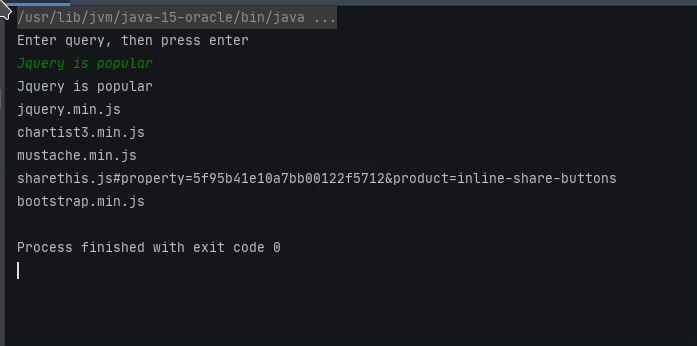 /usr/lib/jvm/java-15-oracle/bin/java ...
Enter query, then press enter
Jquery is popular
Jquery is popular
jquery.min.js
chartist3.min.js
mustache.min.js
sharethis.js#property=5f95b41e10a7bb00122f5712&product=inline-share-buttons
bootstrap.min.js
Process finished with exit code 0